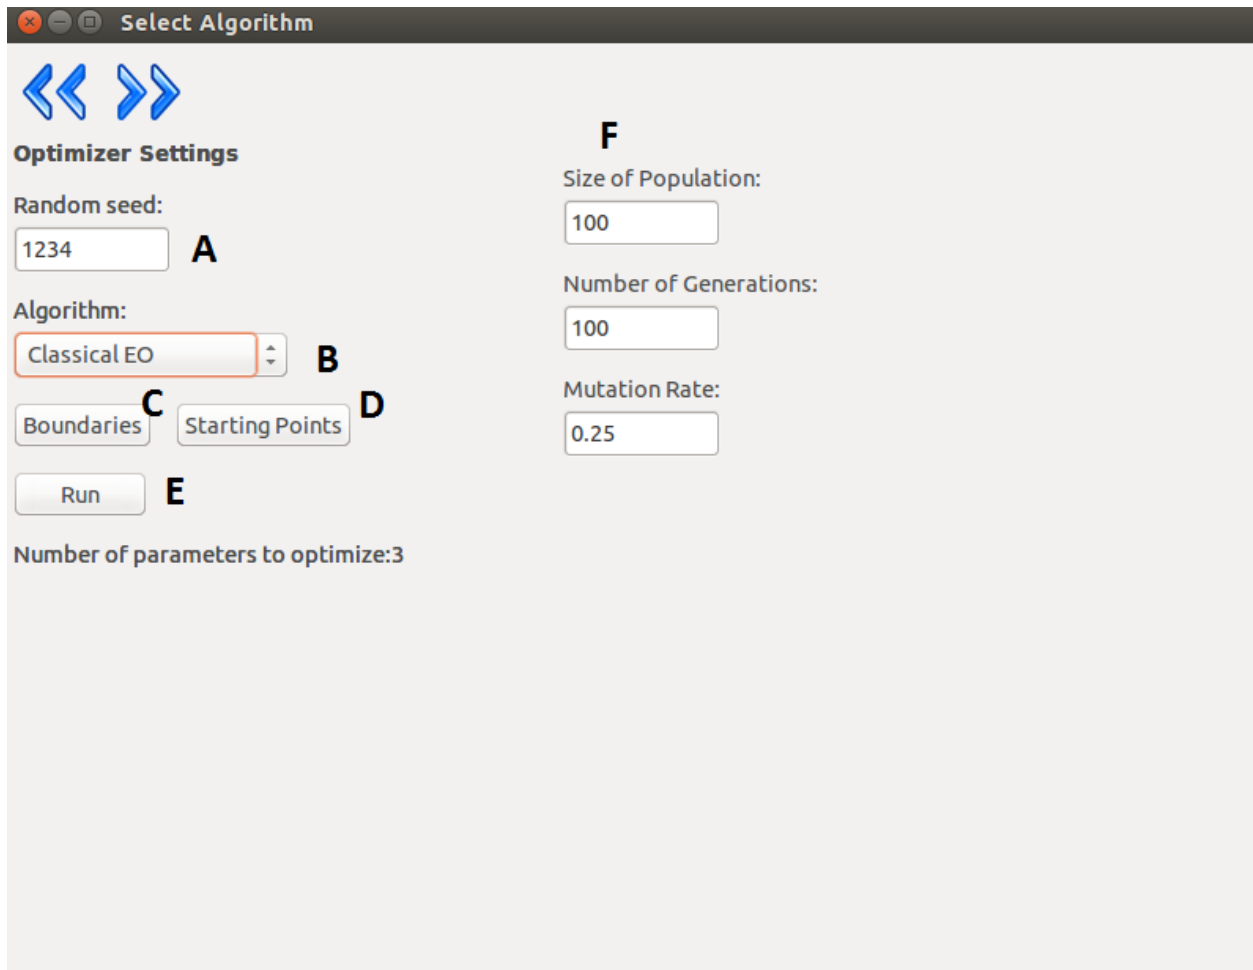 Select Algorithm
Optimizer Settings
Random seed:
1234 A
Algorithm:
Classical EO B
Boundaries C Starting Points D
Run E
Number of parameters to optimize:3
F
Size of Population:
100
Number of Generations:
100
Mutation Rate:
0.25